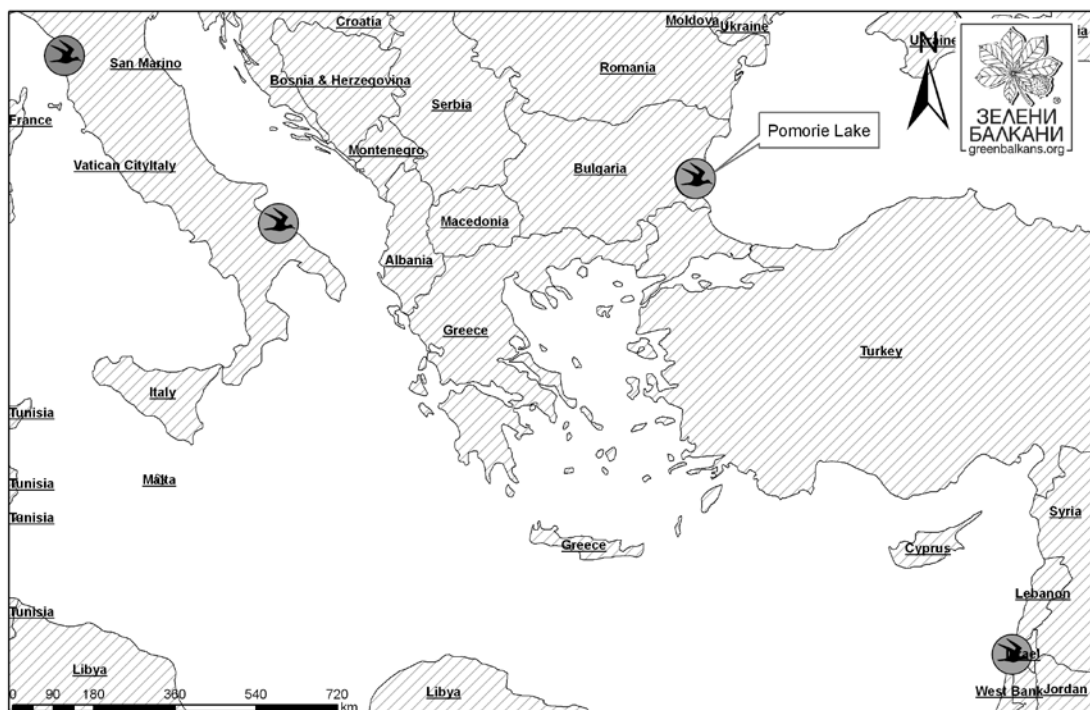 Croatia
Moldova
Ukraine
Ukraine
N
San Marino
Bosnia & Herzegovina
Romania
Serbia
ЗЕЛЕНИ
БАЛКАНИ
®
greenbalkans.org
France
Montenegro
Pomorie Lake
Vatican City
Italy
Bulgaria
Macedonia
Albania
Greece
Turkey
Italy
Tunisia
Malta
Tunisia
Tunisia
Syria
Greece
Cyprus
Lebanon
Tunisia
Israel
Libya
Libya
West Bank
Jordan
0 90 180 360 540 720
km